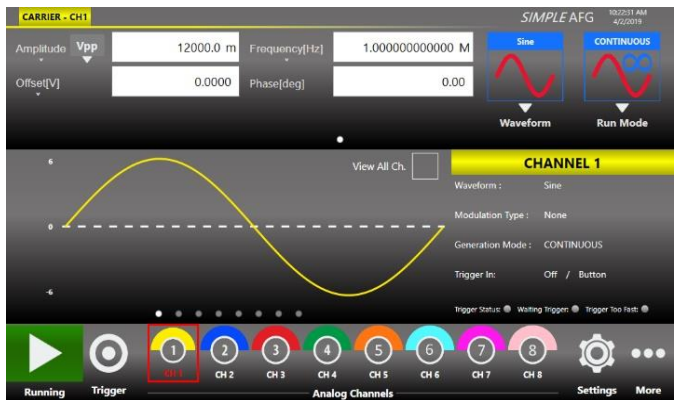 CARRIER - CH1
SIMPLE AFG
10:22:31 AM
4/2/2019
Amplitude Vpp 12000.0 m Frequency[Hz] 1.000000000000 M
Offset[V] 0.0000 Phase[deg] 0.00
Sine
CONTINUOUS
Waveform
Run Mode
6
0
-6
View All Ch.
CHANNEL 1
Waveform : Sine
Modulation Type : None
Generation Mode : CONTINUOUS
Trigger In: Off / Button
Trigger Status: Waiting Trigger: Trigger Too Fast:
1 2 3 4 5 6 7 8
CH 1 CH 2 CH 3 CH 4 CH 5 CH 6 CH 7 CH 8
Running Trigger Analog Channels Settings More